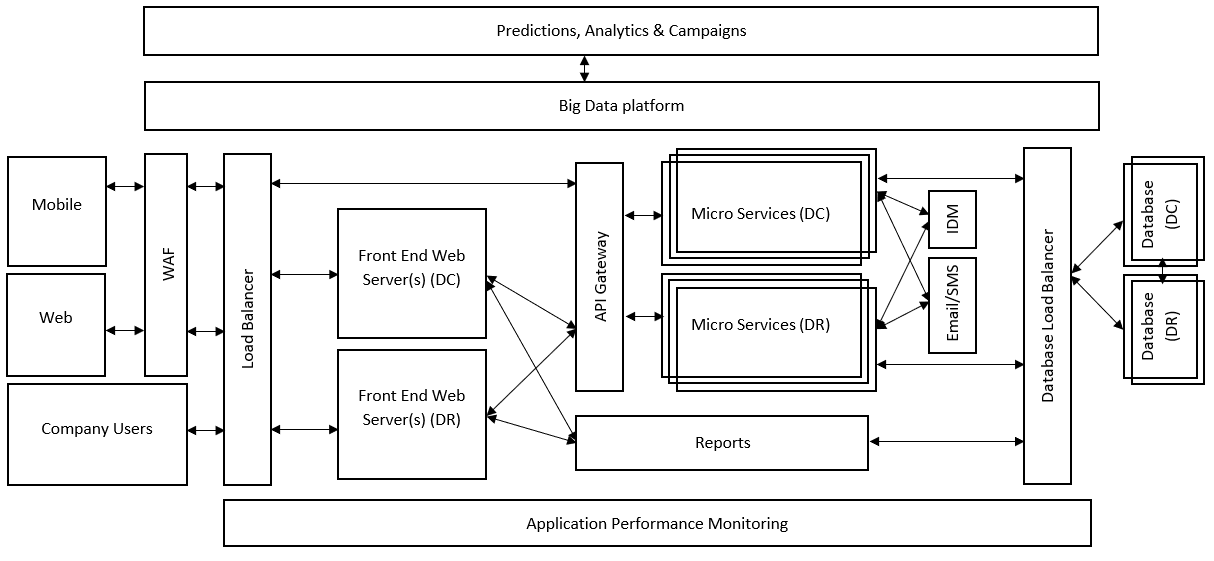 Predictions, Analytics & Campaigns
Big Data platform
Mobile
Web
Company Users
WAF
Load Balancer
Front End Web
Server(s) (DC)
Front End Web
Server(s) (DR)
API Gateway
Micro Services (DC)
Micro Services (DR)
Reports
IDM
Email/SMS
Database Load Balancer
Database
(DC)
Database
(DR)
Application Performance Monitoring